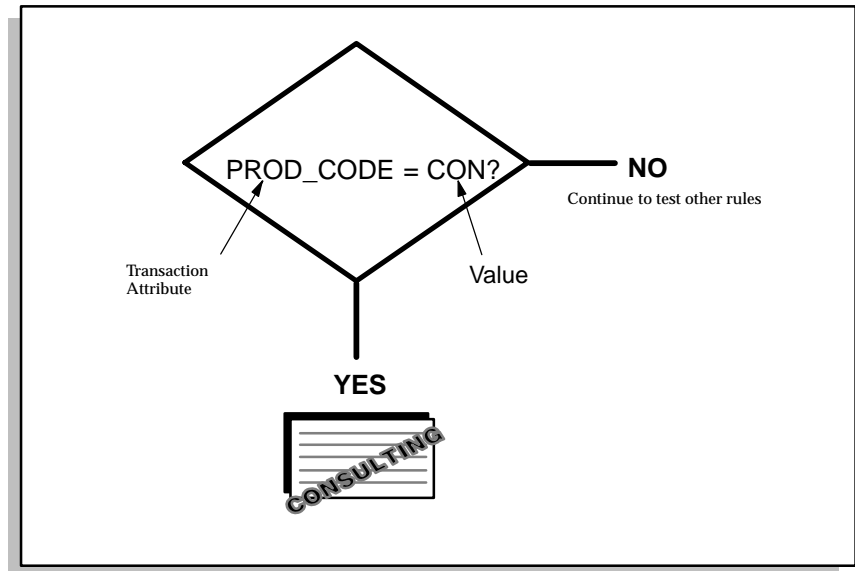 PROD_CODE = CON?
NO
Continue to test other rules
Transaction
Attribute
Value
YES
CONSULTING